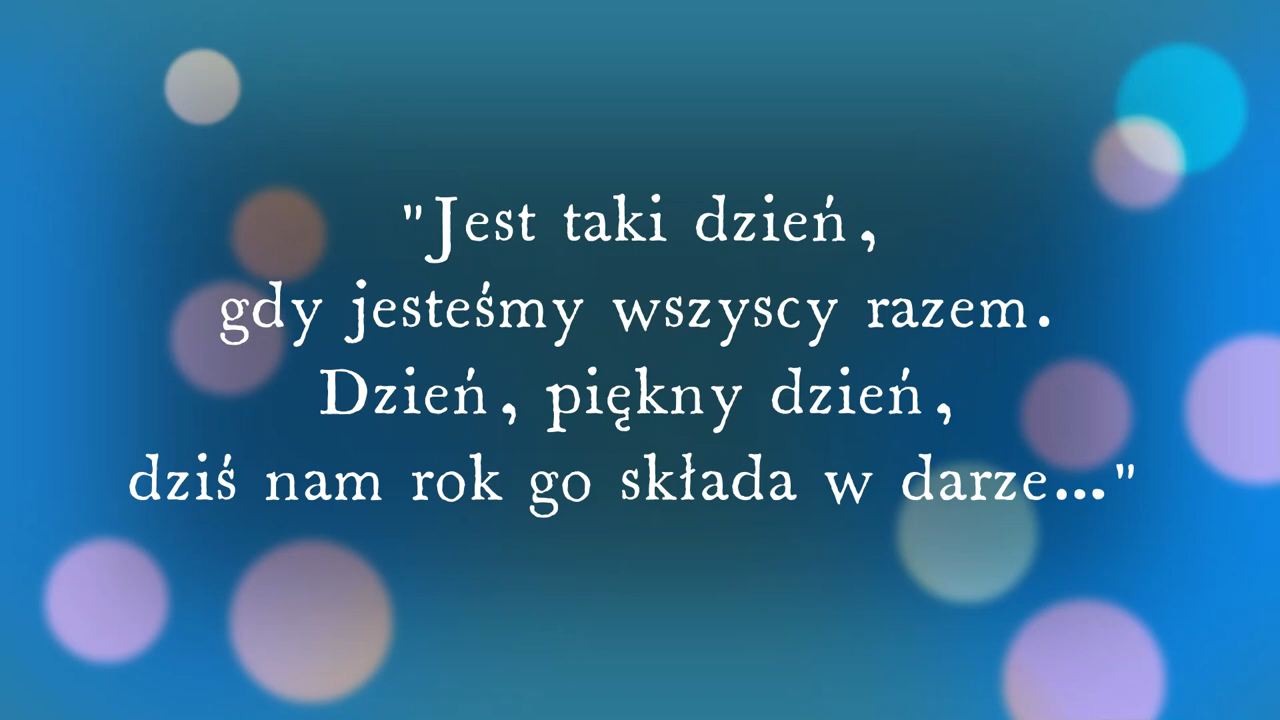 "Jest taki dzień,
gdy jesteśmy wszyscy razem.
Dzień, piękny dzień,
dziś nam rok go składa w darze..."